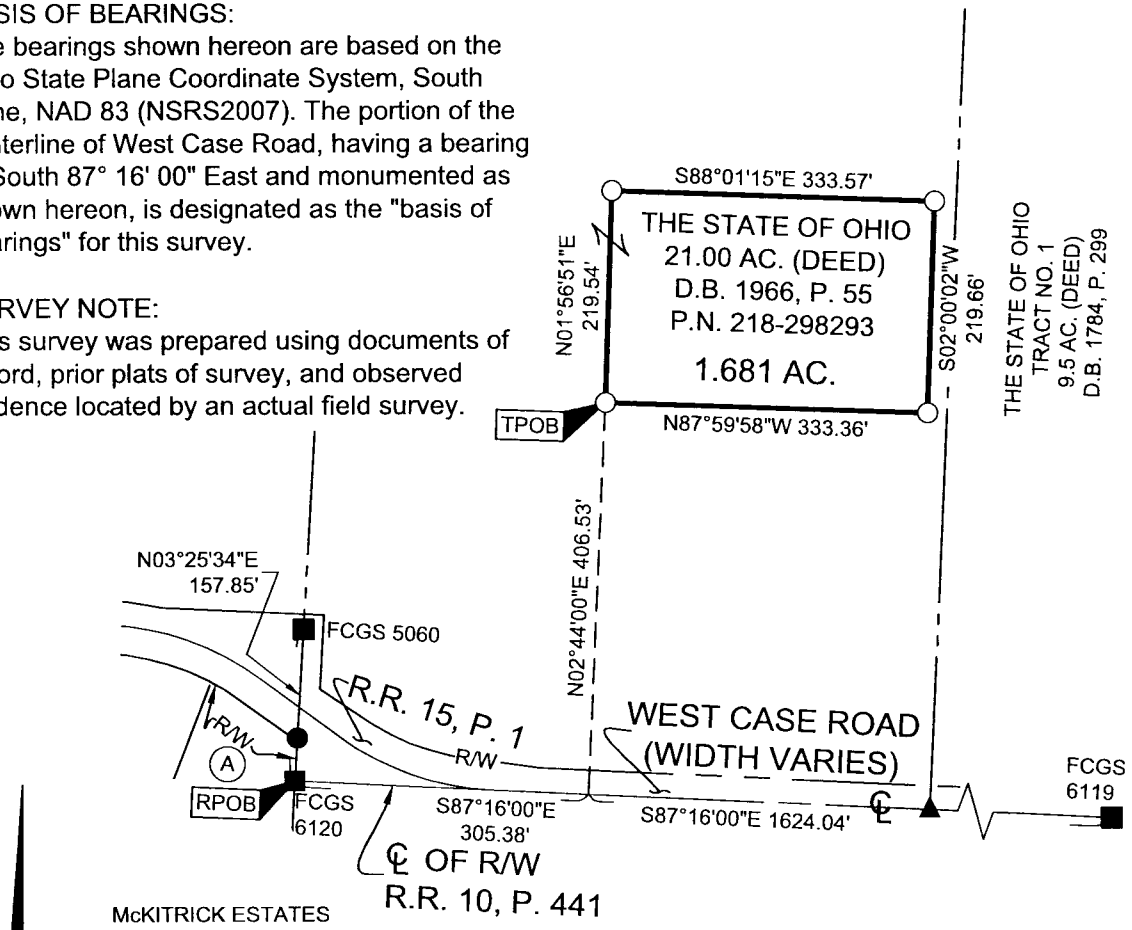 SIS OF BEARINGS:
e bearings shown hereon are based on the
o State Plane Coordinate System, South
ne, NAD 83 (NSRS2007). The portion of the
terline of West Case Road, having a bearing
South 87° 16' 00" East and monumented as
own hereon, is designated as the "basis of
arings" for this survey.
RVEY NOTE:
s survey was prepared using documents of
ord, prior plats of survey, and observed
dence located by an actual field survey.
S88°01'15"E 333.57'
THE STATE OF OHIO
21.00 AC. (DEED)
D.B. 1966, P. 55
P.N. 218-298293
1.681 AC.
N01°56'51"E
219.54'
S02°00'02"W
219.66'
THE STATE OF OHIO
TRACT NO. 1
9.5 AC. (DEED)
D.B. 1784, P. 299
TPOB
N87°59'58"W 333.36'
N02°44'00"E 406.53'
N03°25'34"E
157.85'
FCGS 5060
R.R. 15, P. 1
R/W
R/W
A
WEST CASE ROAD
(WIDTH VARIES)
RPOB
FCGS
6120
S87°16'00"E
305.38'
S87°16'00"E 1624.04'
℄
FCGS
6119
℄ OF R/W
R.R. 10, P. 441
McKITRICK ESTATES